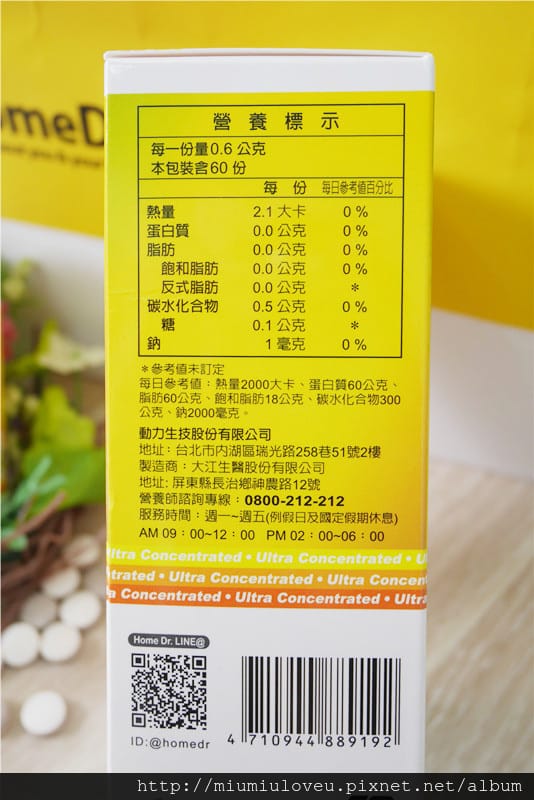 omeD
營養標示
每一份量0.6 公克
本包裝含60 份
每 份 每日參考值百分比
熱量 2.1 大卡 0 %
蛋白質 0.0 公克 0 %
脂肪 0.0 公克 0 %
飽和脂肪 0.0 公克 0 %
反式脂肪 0.0 公克 *
碳水化合物 0.5 公克 0 %
糖 0.1 公克 *
鈉 1 毫克 0 %
*參考值未訂定
每日參考值：熱量2000大卡、蛋白質60公克、
脂肪60公克、飽和脂肪18公克、碳水化合物300
公克、鈉2000毫克。
動力生技股份有限公司
地址: 台北市內湖區瑞光路258巷51號2樓
製造商：大江生醫股份有限公司
地址: 屏東縣長治鄉神農路12號
營養師諮詢專線：0800-212-212
服務時間：週一~週五(例假日及國定假期休息)
AM 09：00~12：00 PM 02：00~06：00
Ultra Concentrated • Ultra Concentrated • Ult
trated • Ultra Concentrated • Ultra Concen
a Concentrated • Ultra Concentrated • Ultra
Home Dr. LINE@
ID:@homedr
4 710944 889192
http://miumiuloveu.pixnet.net/album